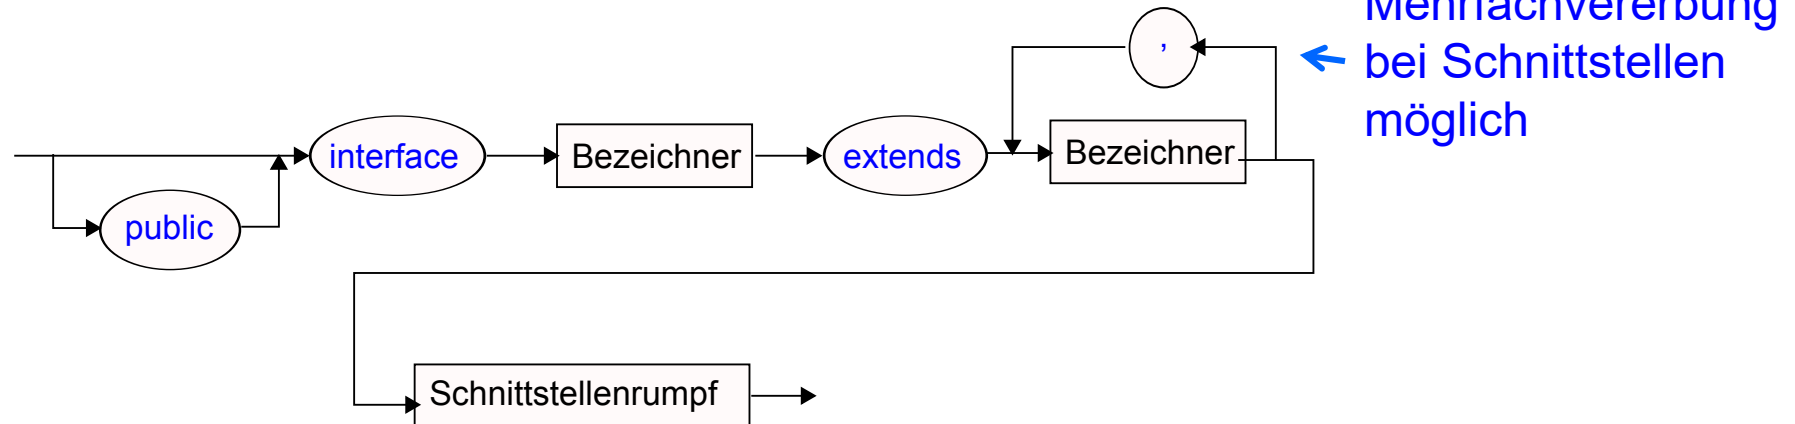 Mehrfachvererbung
bei Schnittstellen
möglich
,
interface
Bezeichner
extends
Bezeichner
public
Schnittstellenrumpf